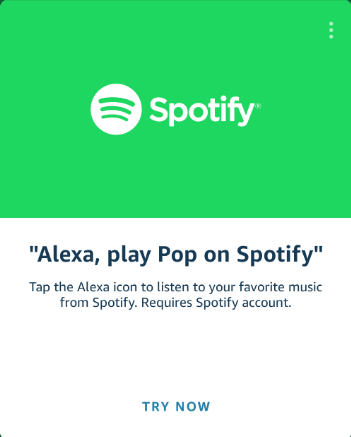 Spotify®
"Alexa, play Pop on Spotify"
Tap the Alexa icon to listen to your favorite music
from Spotify. Requires Spotify account.
TRY NOW